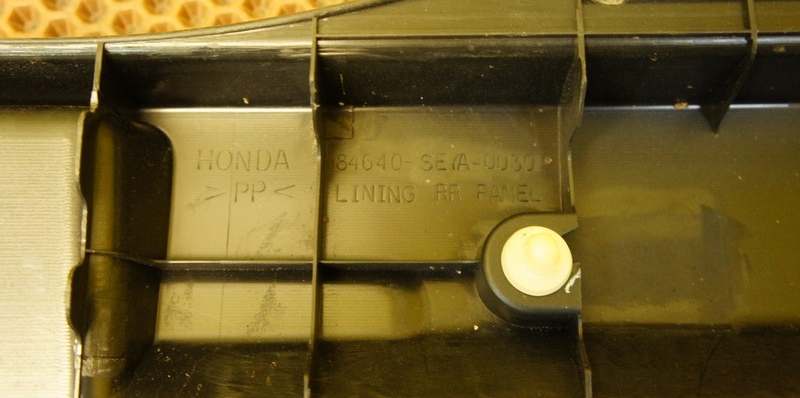 HONDA 84640-SEYA-0030
>PP< LINING RR PANEL